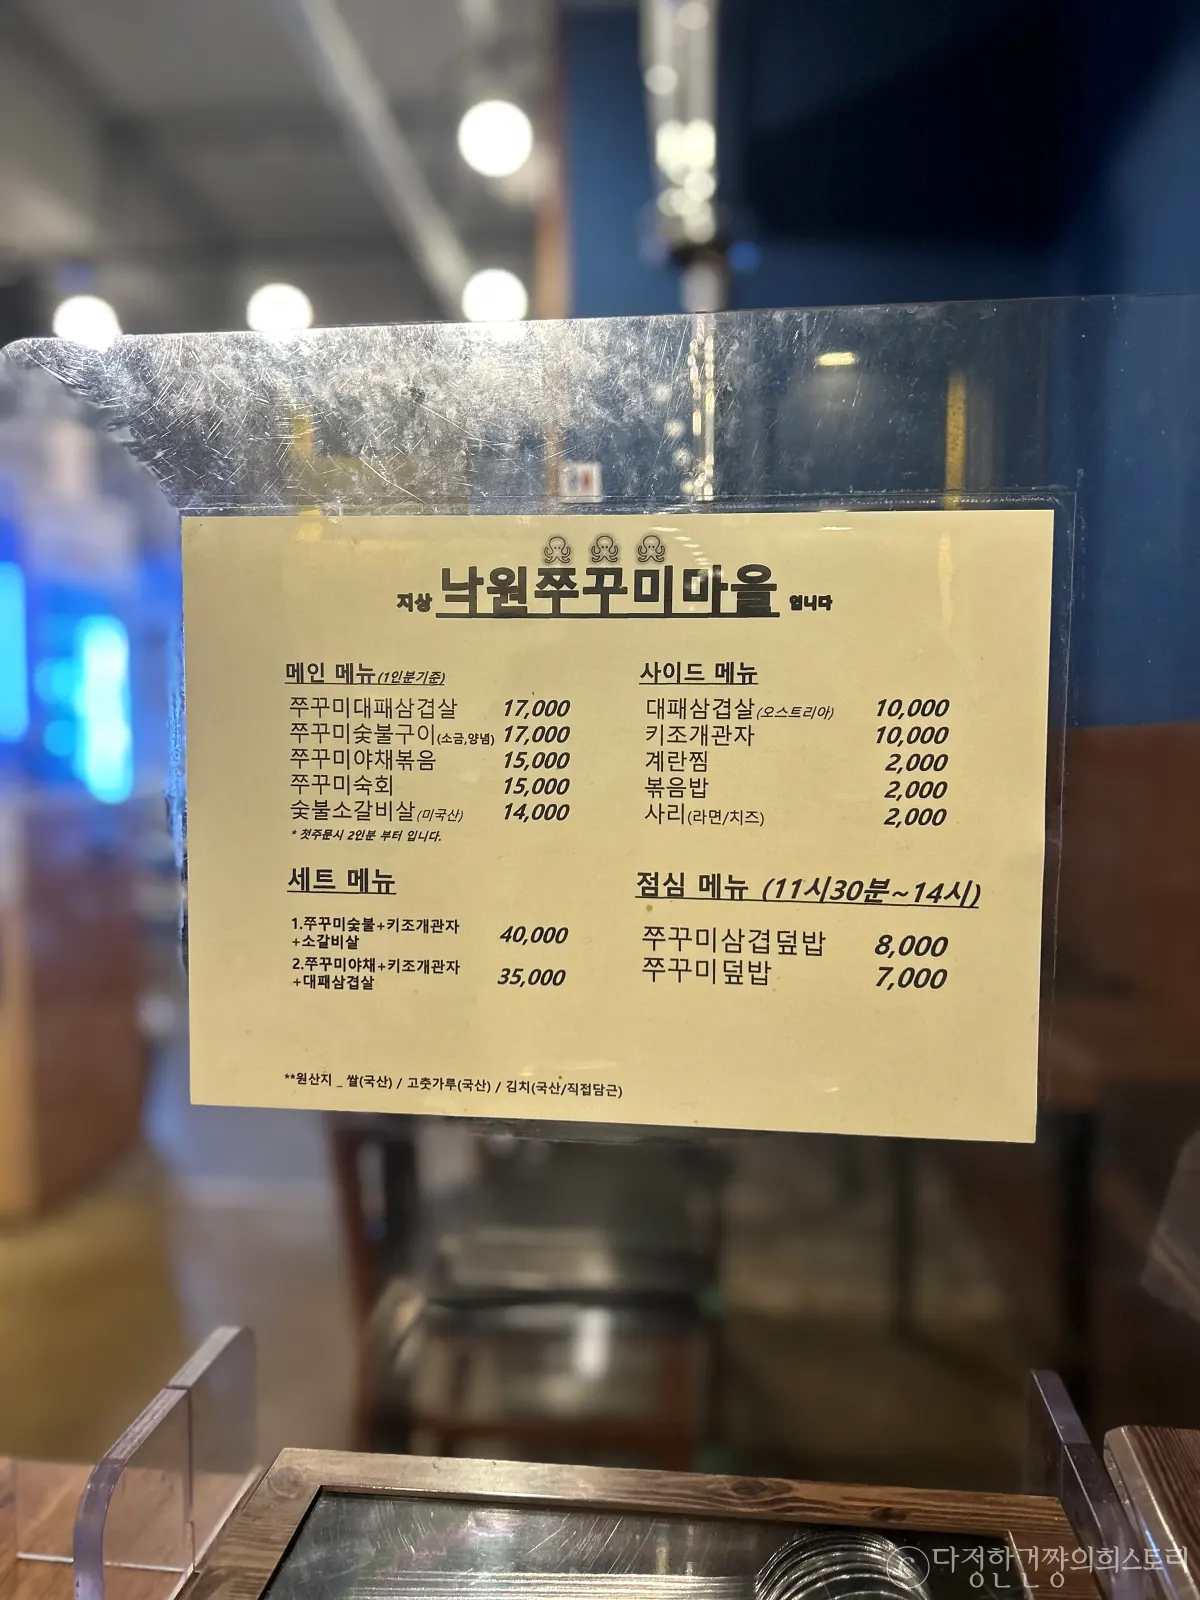 지상 낙원쭈꾸미마을 입니다
메인 메뉴(1인분기준)
쭈꾸미대패삼겹살 17,000
쭈꾸미숯불구이(소금,양념) 17,000
쭈꾸미야채볶음 15,000
쭈꾸미숙회 15,000
숯불소갈비살(미국산) 14,000
* 첫주문시 2인분 부터 입니다.
세트 메뉴
1.쭈꾸미숯불+키조개관자
+소갈비살 40,000
2.쭈꾸미야채+키조개관자
+대패삼겹살 35,000
사이드 메뉴
대패삼겹살(오스트리아) 10,000
키조개관자 10,000
계란찜 2,000
볶음밥 2,000
사리(라면/치즈) 2,000
점심 메뉴 (11시30분~14시)
쭈꾸미삼겹덮밥 8,000
쭈꾸미덮밥 7,000
**원산지 _ 쌀(국산) / 고춧가루(국산) / 김치(국산/직접담근)
다정한건짱의희스토리